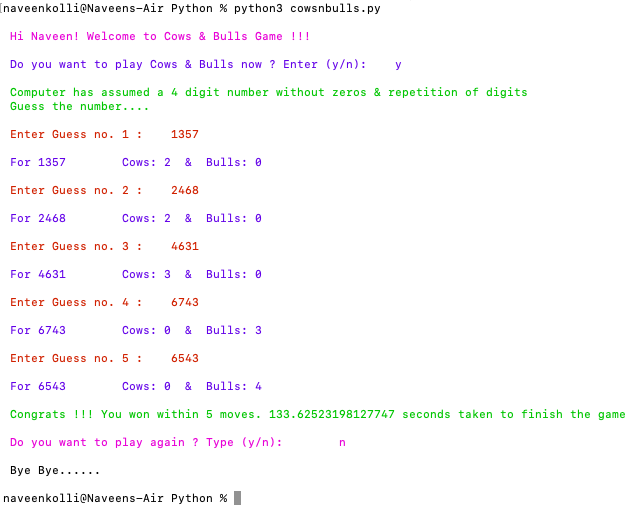 naveenkolli@Naveens-Air Python % python3 cowsnbulls.py
Hi Naveen! Welcome to Cows & Bulls Game !!!
Do you want to play Cows & Bulls now ? Enter (y/n): y
Computer has assumed a 4 digit number without zeros & repetition of digits
Guess the number....
Enter Guess no. 1 : 1357
For 1357 Cows: 2 & Bulls: 0
Enter Guess no. 2 : 2468
For 2468 Cows: 2 & Bulls: 0
Enter Guess no. 3 : 4631
For 4631 Cows: 3 & Bulls: 0
Enter Guess no. 4 : 6743
For 6743 Cows: 0 & Bulls: 3
Enter Guess no. 5 : 6543
For 6543 Cows: 0 & Bulls: 4
Congrats !!! You won within 5 moves. 133.62523198127747 seconds taken to finish the game
Do you want to play again ? Type (y/n): n
Bye Bye......
naveenkolli@Naveens-Air Python %